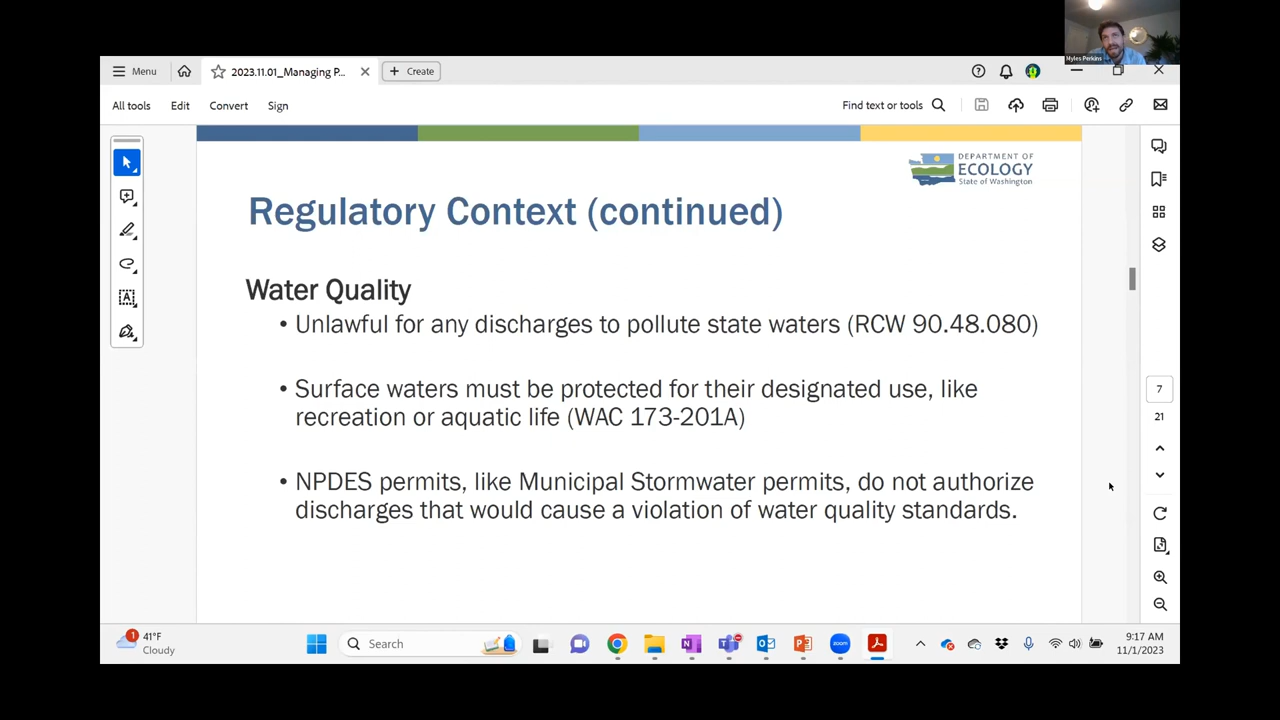 Myles Perkins
Menu
2023.11.01_Managing P...
Create
All tools
Edit
Convert
Sign
Find text or tools
DEPARTMENT OF
ECOLOGY
State of Washington
Regulatory Context (continued)
Water Quality
• Unlawful for any discharges to pollute state waters (RCW 90.48.080)
• Surface waters must be protected for their designated use, like
recreation or aquatic life (WAC 173-201A)
• NPDES permits, like Municipal Stormwater permits, do not authorize
discharges that would cause a violation of water quality standards.
7
21
1
41°F
Cloudy
Search
zoom
9:17 AM
11/1/2023